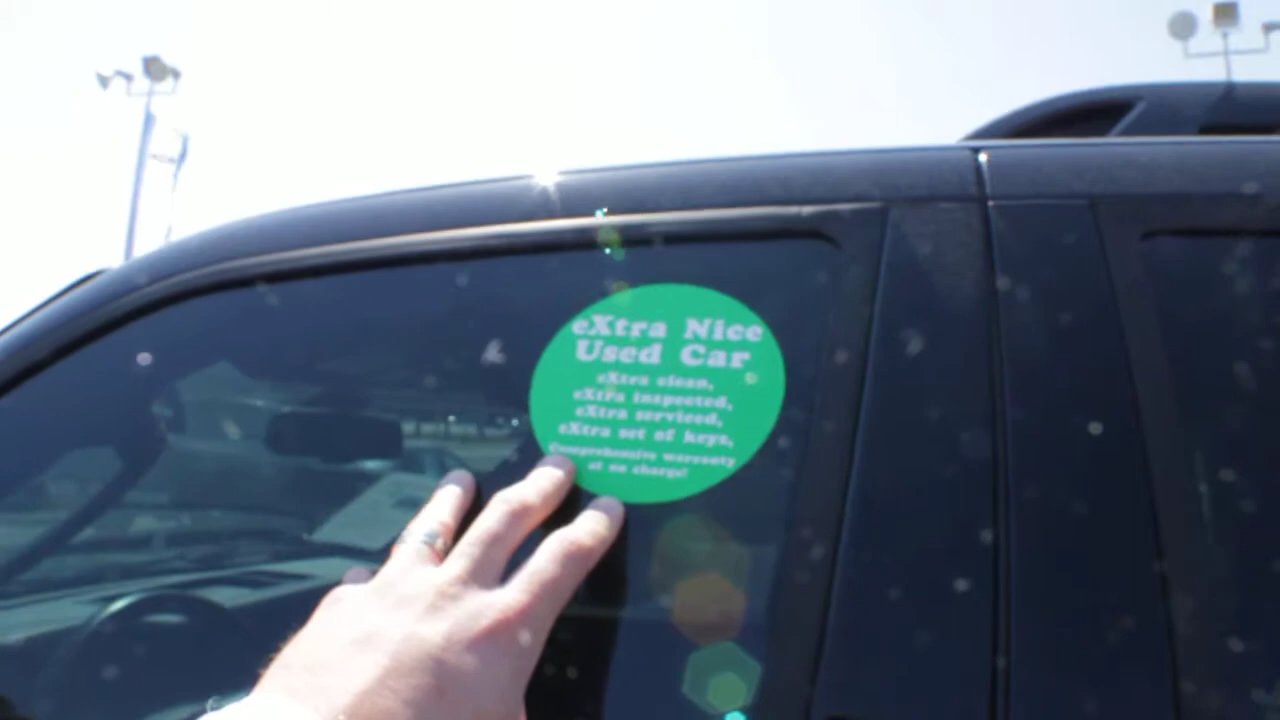 eXtra Nice
Used Car
eXtra clean,
eXtra inspected,
eXtra serviced,
eXtra set of keys,
Comprehensive warranty
at no charge!